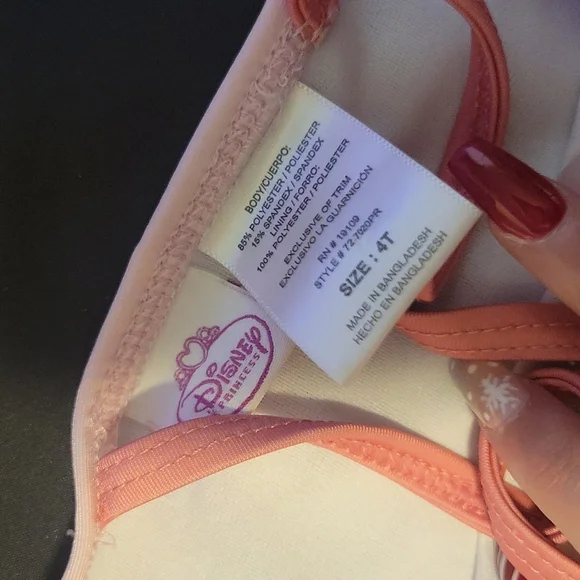 BODY/CUERPO:
85% POLYESTER / POLIESTER
15% SPANDEX / SPANDEX
LINING / FORRO:
100% POLYESTER / POLIESTER
EXCLUSIVE OF TRIM
EXCLUSIVO LA GUARNICIÓN
RN # 19109
STYLE # 72.7020PR
SIZE : 4T
MADE IN BANGLADESH
HECHO EN BANGLADESH
DISNEY
PRINCESS